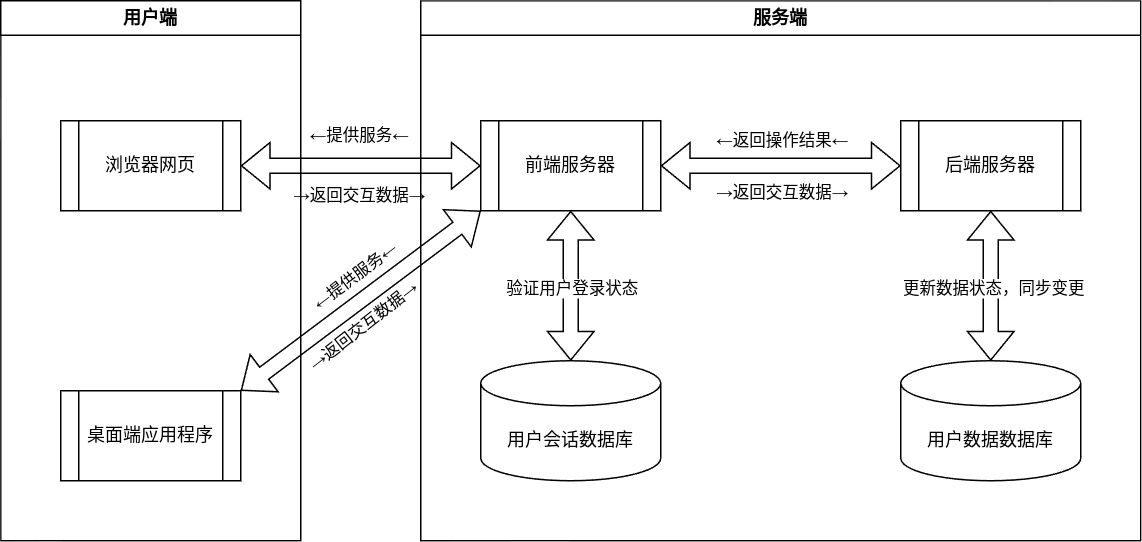 用户端
服务端
浏览器网页
←提供服务←
→返回交互数据→
前端服务器
←返回操作结果←
→返回交互数据→
后端服务器
←提供服务←
→返回交互数据→
验证用户登录状态
更新数据状态，同步变更
桌面端应用程序
用户会话数据库
用户数据数据库